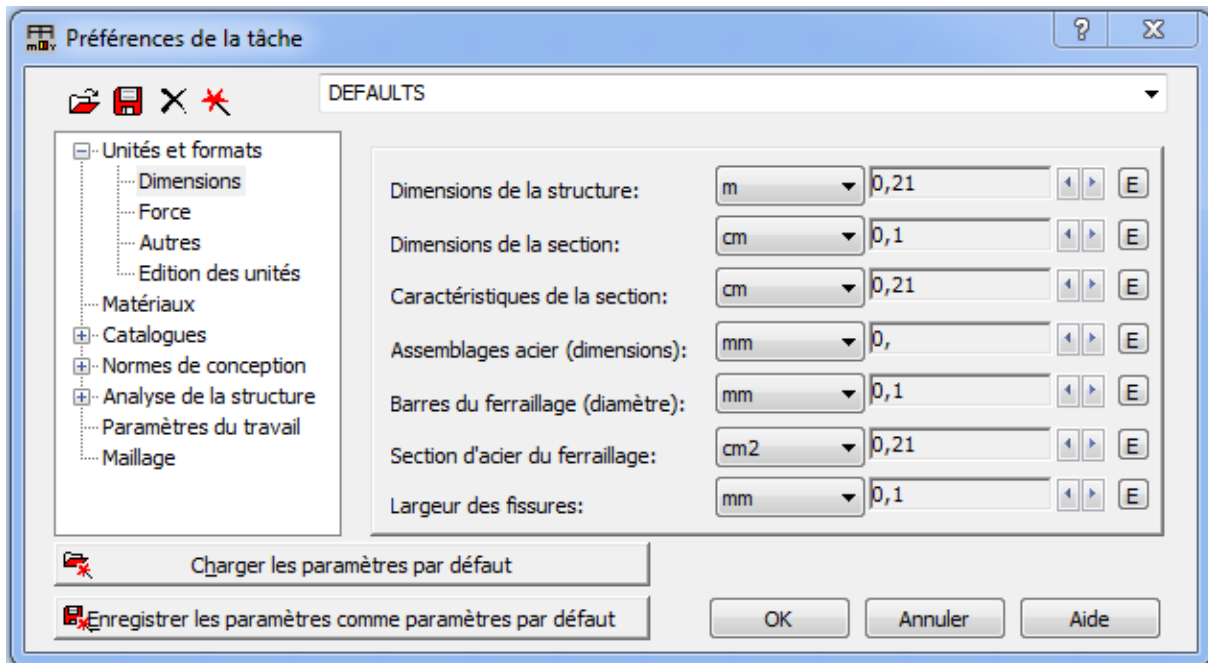 Préférences de la tâche
DEFAULTS
Unités et formats
Dimensions
Force
Autres
Edition des unités
Matériaux
Catalogues
Normes de conception
Analyse de la structure
Paramètres du travail
Maillage
Dimensions de la structure: m 0,21 E
Dimensions de la section: cm 0,1 E
Caractéristiques de la section: cm 0,21 E
Assemblages acier (dimensions): mm 0, E
Barres du ferraillage (diamètre): mm 0,1 E
Section d'acier du ferraillage: cm2 0,21 E
Largeur des fissures: mm 0,1 E
Charger les paramètres par défaut
Enregistrer les paramètres comme paramètres par défaut
OK Annuler Aide